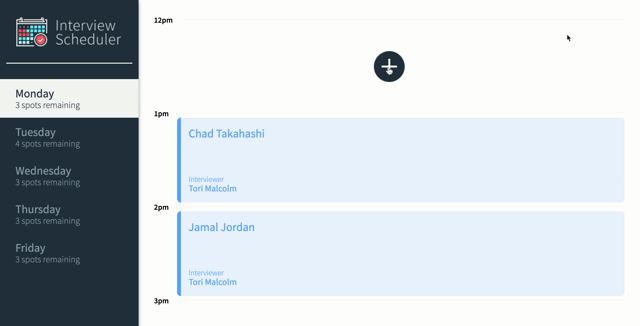 Interview
Scheduler
Monday
3 spots remaining
Tuesday
4 spots remaining
Wednesday
3 spots remaining
Thursday
3 spots remaining
Friday
3 spots remaining
12pm
1pm
Chad Takahashi
Interviewer
Tori Malcolm
2pm
Jamal Jordan
Interviewer
Tori Malcolm
3pm